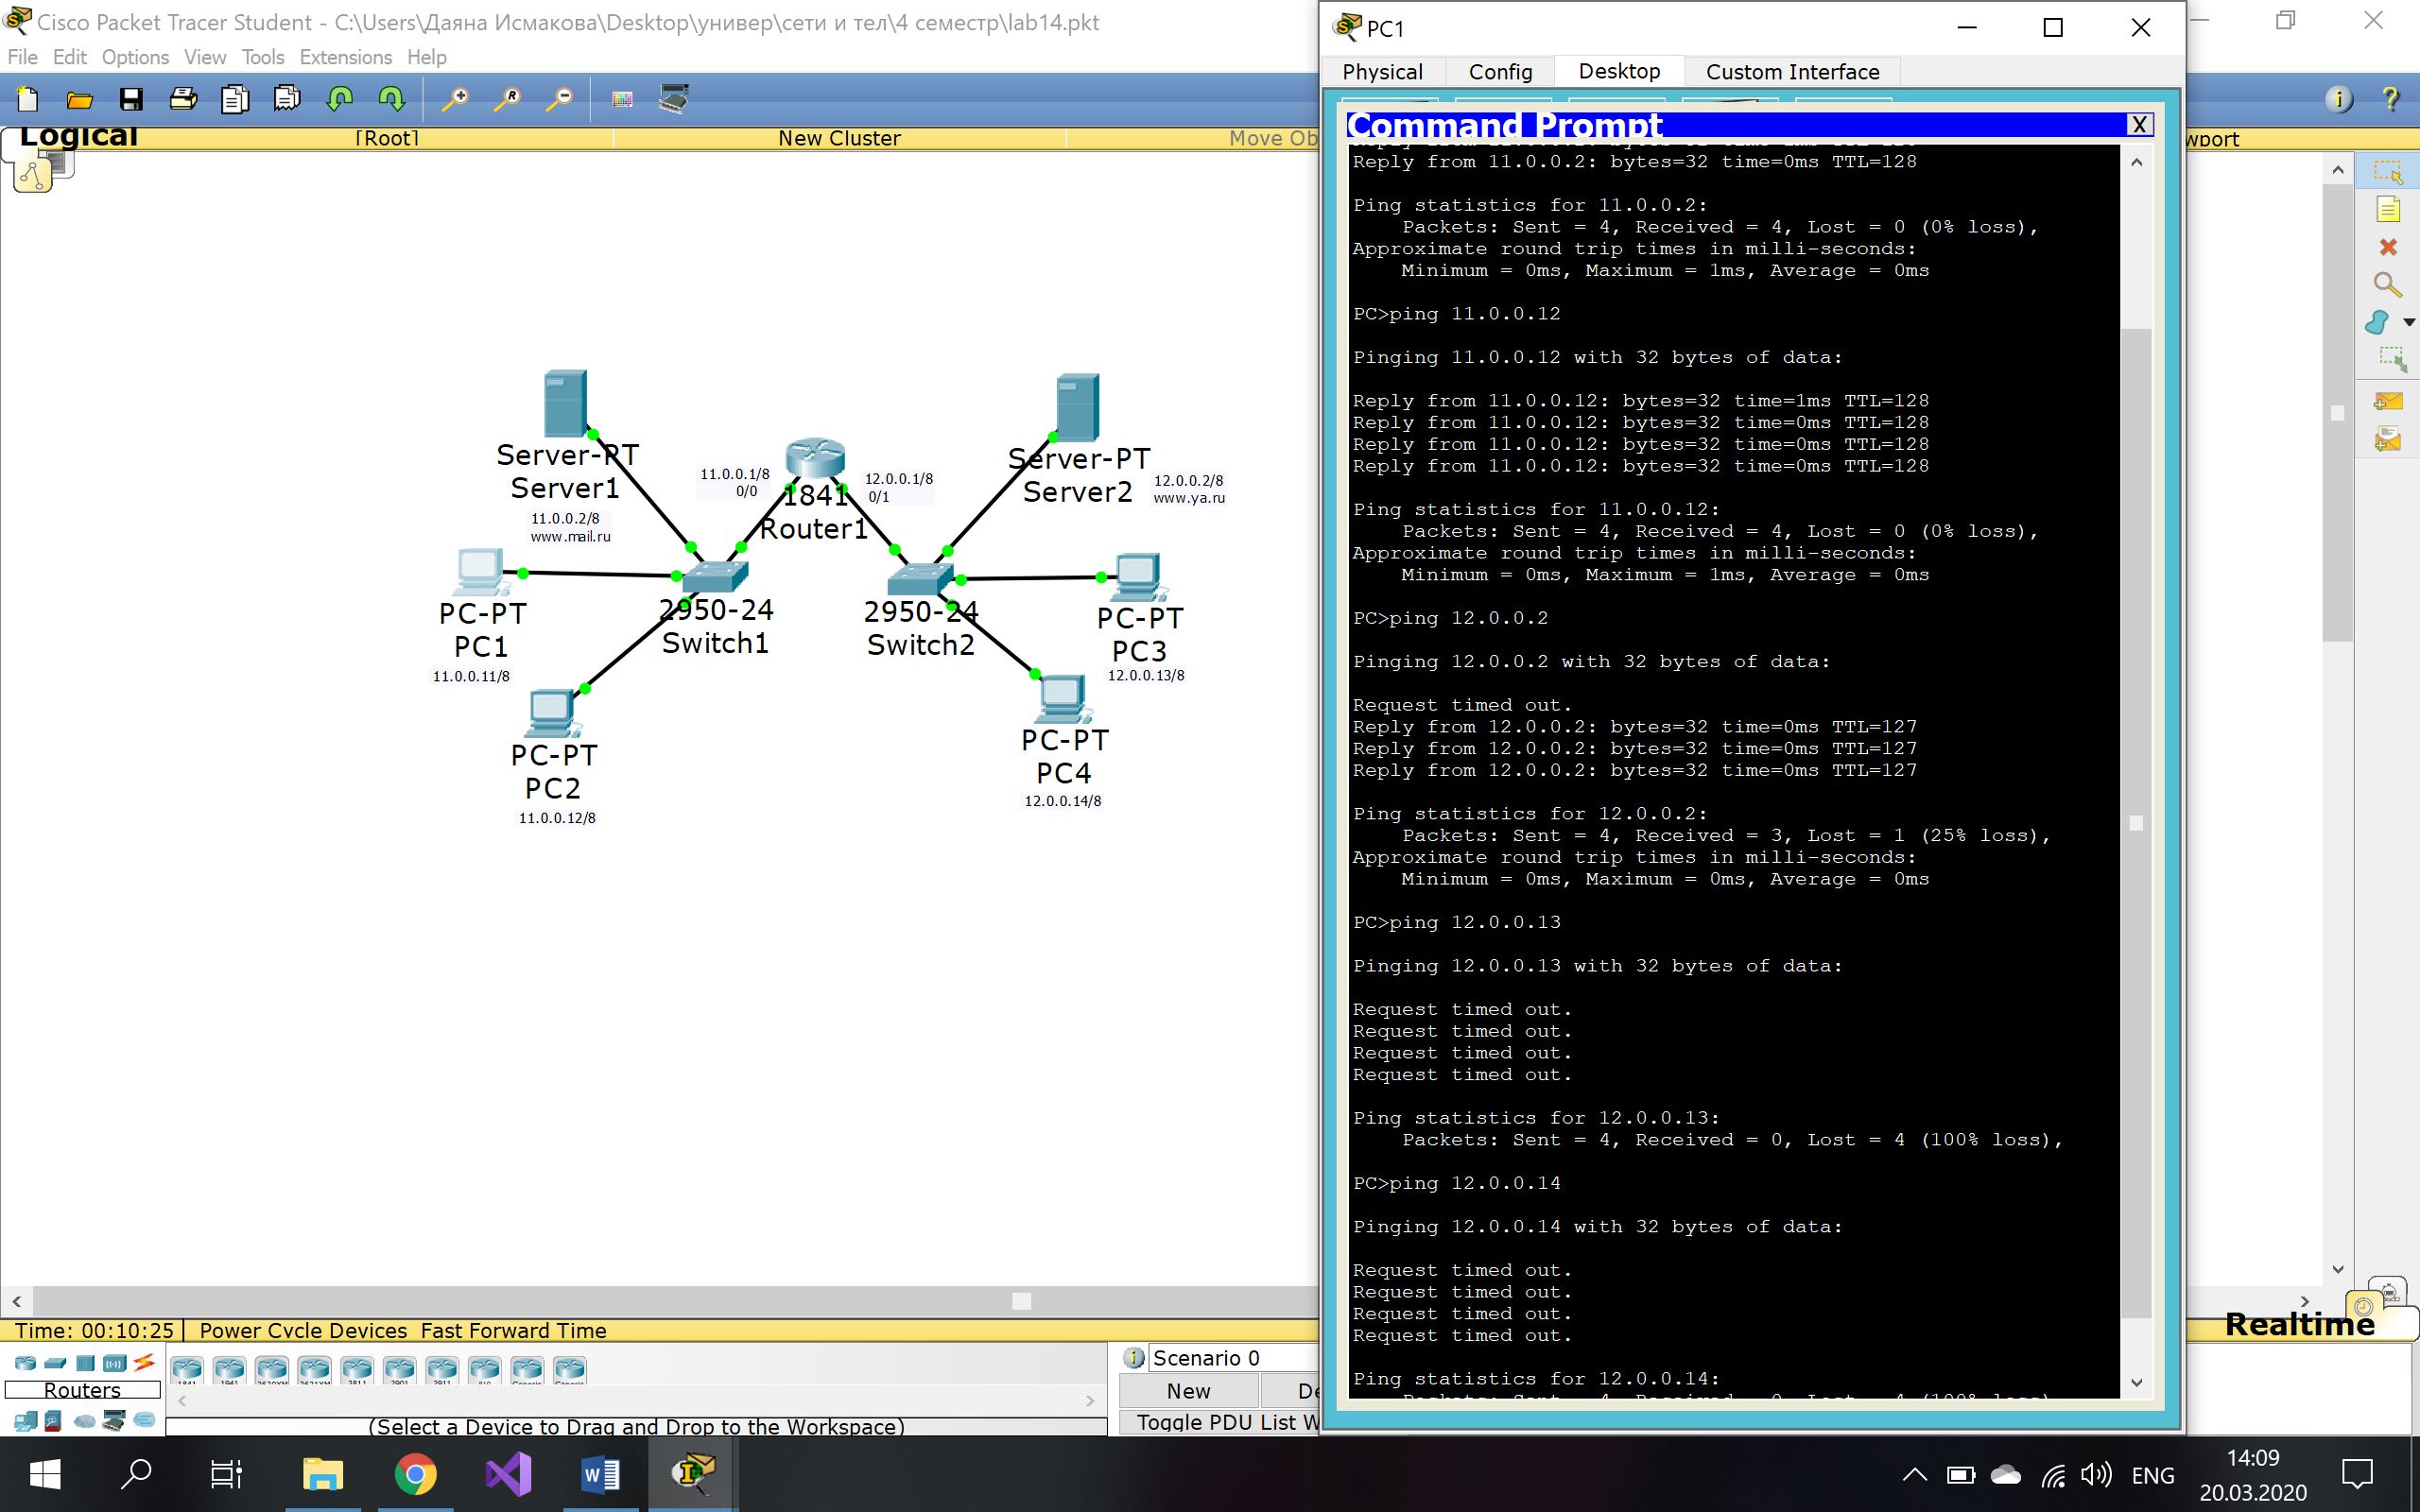 Cisco Packet Tracer Student - C:\Users\Даяна Исмакова\Desktop\универ\сети и тел\4 семестр\lab14.pkt
File Edit Options View Tools Extensions Help
Logical
[Root]
New Cluster
Move Ob
wport
Server-PT
Server1
11.0.0.2/8
www.mail.ru
11.0.0.1/8
0/0
1841
Router1
12.0.0.1/8
0/1
Server-PT
Server2
12.0.0.2/8
www.ya.ru
PC-PT
PC1
11.0.0.11/8
2950-24
Switch1
2950-24
Switch2
PC-PT
PC3
12.0.0.13/8
PC-PT
PC2
11.0.0.12/8
PC-PT
PC4
12.0.0.14/8
PC1
Physical
Config
Desktop
Custom Interface
Command Prompt
X
Reply from 11.0.0.2: bytes=32 time=0ms TTL=128
Ping statistics for 11.0.0.2:
Packets: Sent = 4, Received = 4, Lost = 0 (0% loss),
Approximate round trip times in milli-seconds:
Minimum = 0ms, Maximum = 1ms, Average = 0ms
PC>ping 11.0.0.12
Pinging 11.0.0.12 with 32 bytes of data:
Reply from 11.0.0.12: bytes=32 time=1ms TTL=128
Reply from 11.0.0.12: bytes=32 time=0ms TTL=128
Reply from 11.0.0.12: bytes=32 time=0ms TTL=128
Reply from 11.0.0.12: bytes=32 time=0ms TTL=128
Ping statistics for 11.0.0.12:
Packets: Sent = 4, Received = 4, Lost = 0 (0% loss),
Approximate round trip times in milli-seconds:
Minimum = 0ms, Maximum = 1ms, Average = 0ms
PC>ping 12.0.0.2
Pinging 12.0.0.2 with 32 bytes of data:
Request timed out.
Reply from 12.0.0.2: bytes=32 time=0ms TTL=127
Reply from 12.0.0.2: bytes=32 time=0ms TTL=127
Reply from 12.0.0.2: bytes=32 time=0ms TTL=127
Ping statistics for 12.0.0.2:
Packets: Sent = 4, Received = 3, Lost = 1 (25% loss),
Approximate round trip times in milli-seconds:
Minimum = 0ms, Maximum = 0ms, Average = 0ms
PC>ping 12.0.0.13
Pinging 12.0.0.13 with 32 bytes of data:
Request timed out.
Request timed out.
Request timed out.
Request timed out.
Ping statistics for 12.0.0.13:
Packets: Sent = 4, Received = 0, Lost = 4 (100% loss),
PC>ping 12.0.0.14
Pinging 12.0.0.14 with 32 bytes of data:
Request timed out.
Request timed out.
Request timed out.
Request timed out.
Ping statistics for 12.0.0.14:
Packets: Sent = 4, Received = 0, Lost = 4 (100% loss),
Time: 00:10:25
Power Cycle Devices Fast Forward Time
Realtime
Routers
(Select a Device to Drag and Drop to the Workspace)
Scenario 0
New
De
Toggle PDU List W
ENG
14:09
20.03.2020